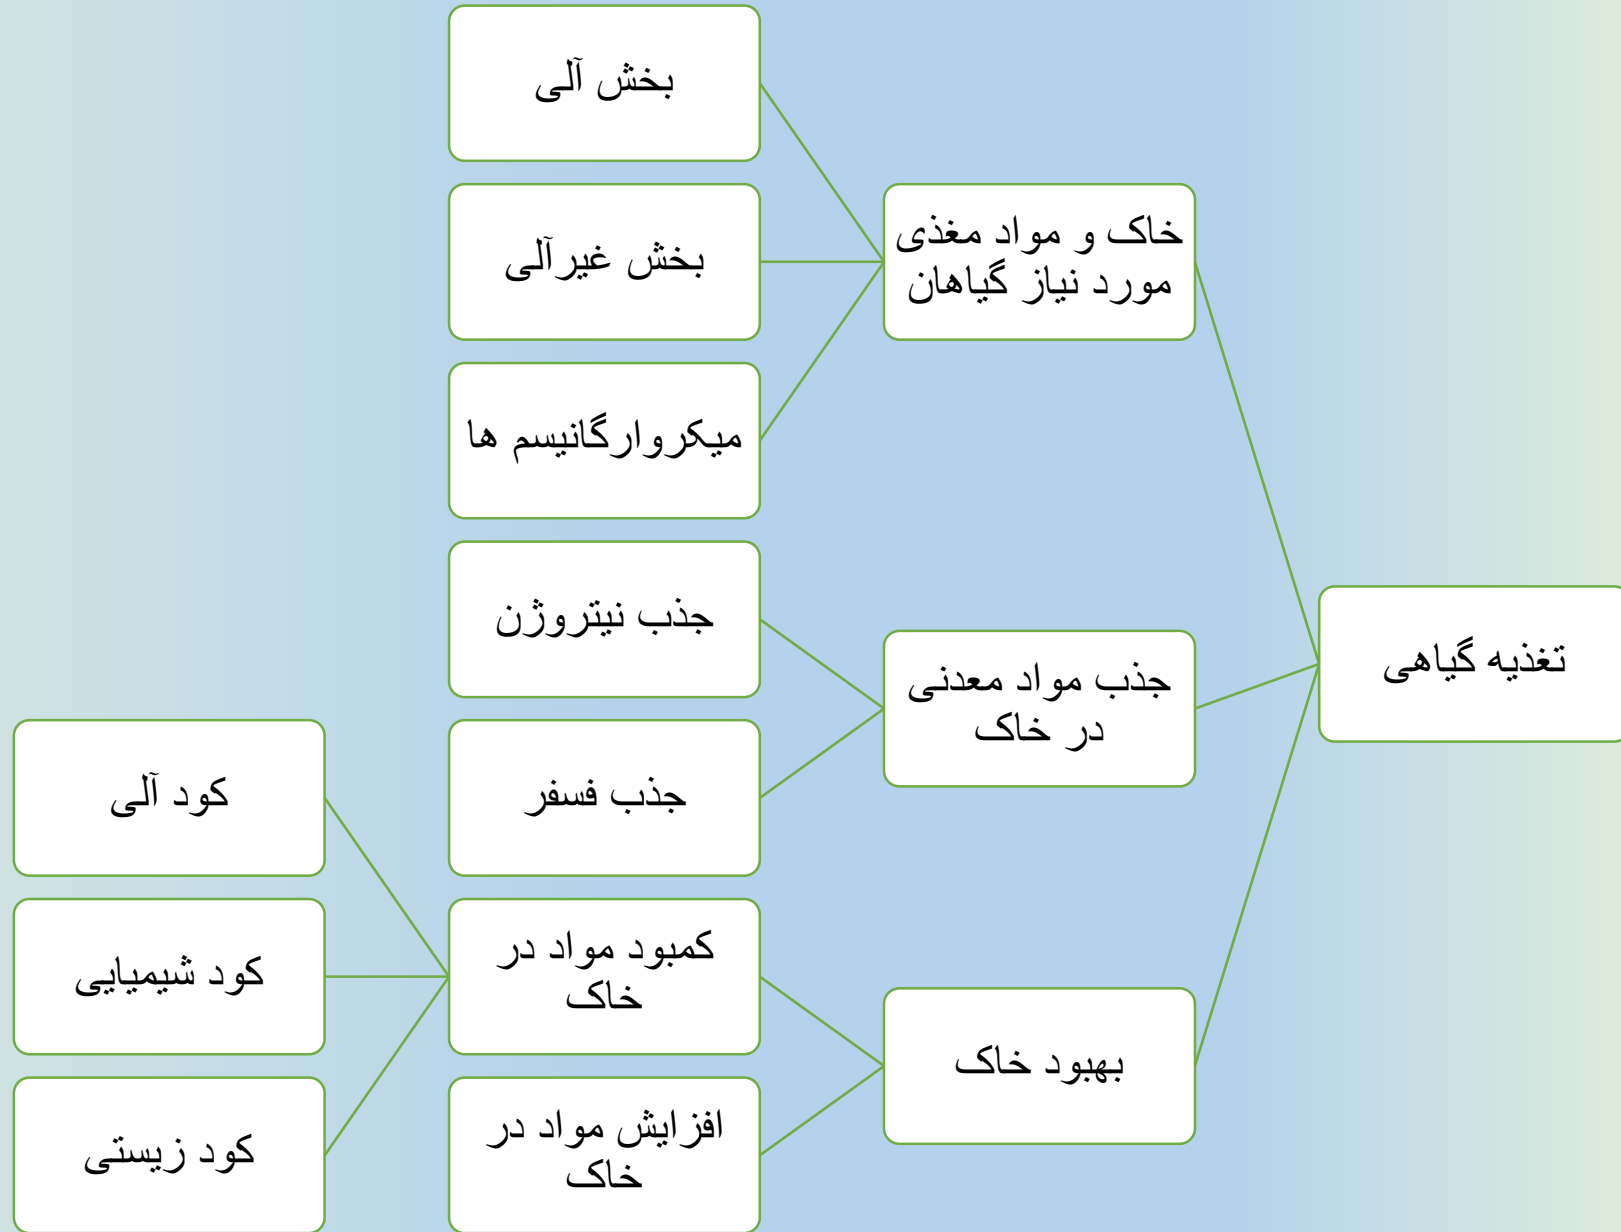 تغذیه گیاهی
خاک و مواد مغذی
مورد نیاز گیاهان
بخش آلی
بخش غیرآلی
میکروارگانیسم ها
جذب مواد معدنی
در خاک
جذب نیتروژن
جذب فسفر
بهبود خاک
کمبود مواد در
خاک
کود آلی
کود شیمیایی
کود زیستی
افزایش مواد در
خاک